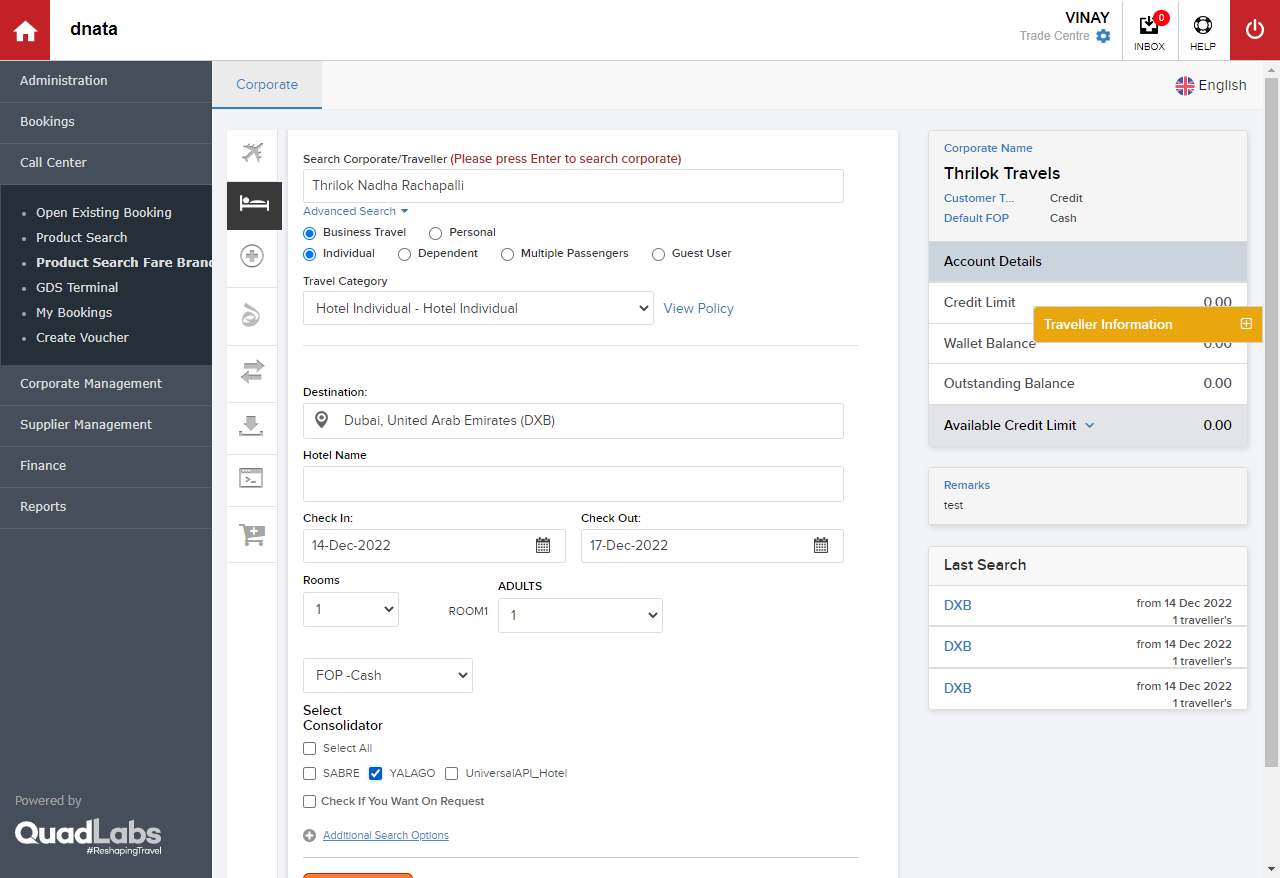 dnata
VINAY
Trade Centre
0
INBOX
HELP
Administration
Bookings
Call Center
Open Existing Booking
Product Search
Product Search Fare Bran
GDS Terminal
My Bookings
Create Voucher
Corporate Management
Supplier Management
Finance
Reports
Powered by
QuadLabs
#ReshapingTravel
Corporate
English
Search Corporate/Traveller (Please press Enter to search corporate)
Thrilok Nadha Rachapalli
Advanced Search
Business Travel Personal
Individual Dependent Multiple Passengers Guest User
Travel Category
Hotel Individual - Hotel Individual View Policy
Destination:
Dubai, United Arab Emirates (DXB)
Hotel Name
Check In: Check Out:
14-Dec-2022 17-Dec-2022
Rooms ADULTS
1 ROOM1 1
FOP -Cash
Select
Consolidator
Select All
SABRE YALAGO UniversalAPI_Hotel
Check If You Want On Request
Additional Search Options
Corporate Name
Thrilok Travels
Customer T... Credit
Default FOP Cash
Account Details
Credit Limit 0.00
Traveller Information
Wallet Balance 0.00
Outstanding Balance 0.00
Available Credit Limit 0.00
Remarks
test
Last Search
DXB from 14 Dec 2022
1 traveller's
DXB from 14 Dec 2022
1 traveller's
DXB from 14 Dec 2022
1 traveller's